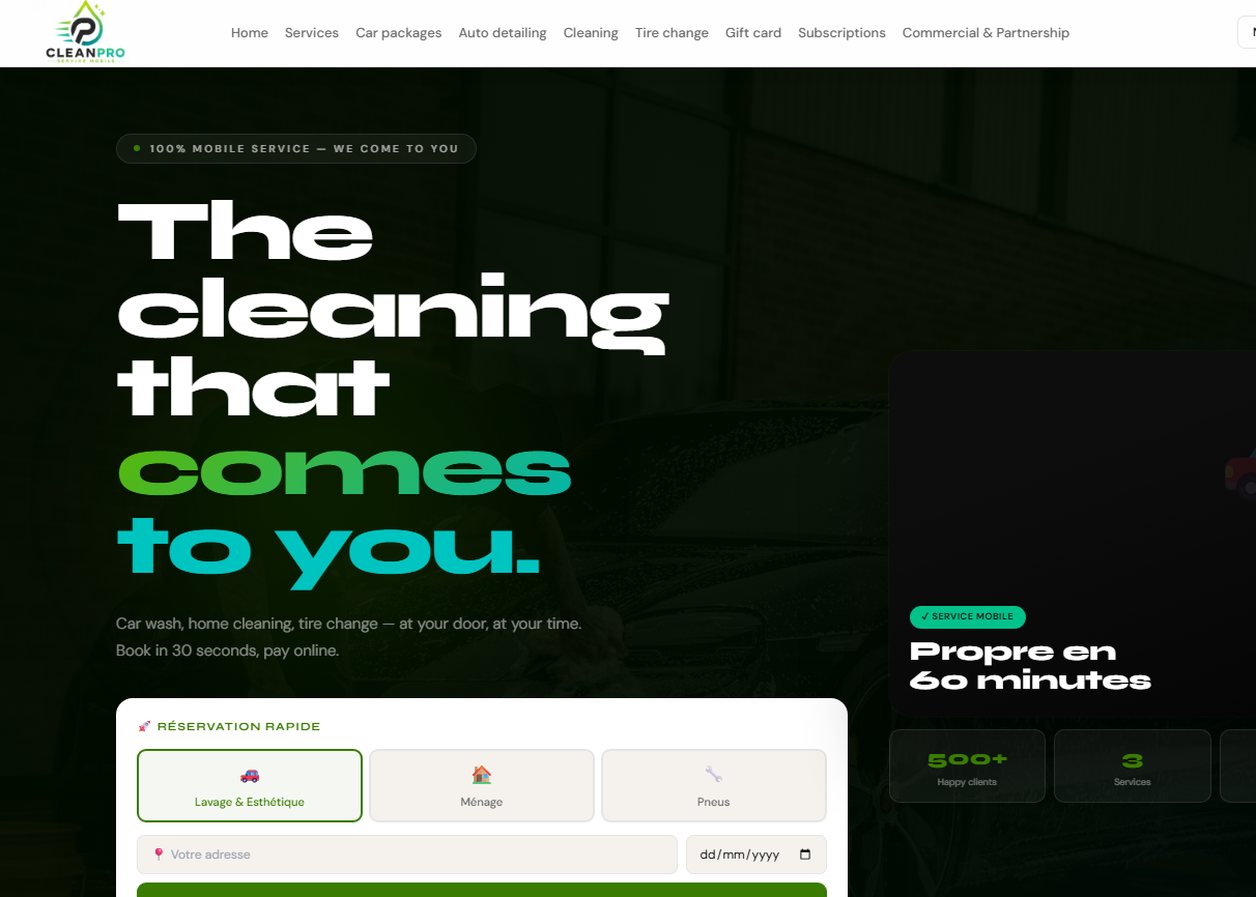 CLEANPRO
SERVICE MOBILE
Home Services Car packages Auto detailing Cleaning Tire change Gift card Subscriptions Commercial & Partnership
100% MOBILE SERVICE — WE COME TO YOU
The
cleaning
that
comes
to you.
Car wash, home cleaning, tire change — at your door, at your time.
Book in 30 seconds, pay online.
🚀 RÉSERVATION RAPIDE
Lavage & Esthétique
Ménage
Pneus
📍 Votre adresse
dd/mm/yyyy
✓ SERVICE MOBILE
Propre en
60 minutes
500+
Happy clients
3
Services